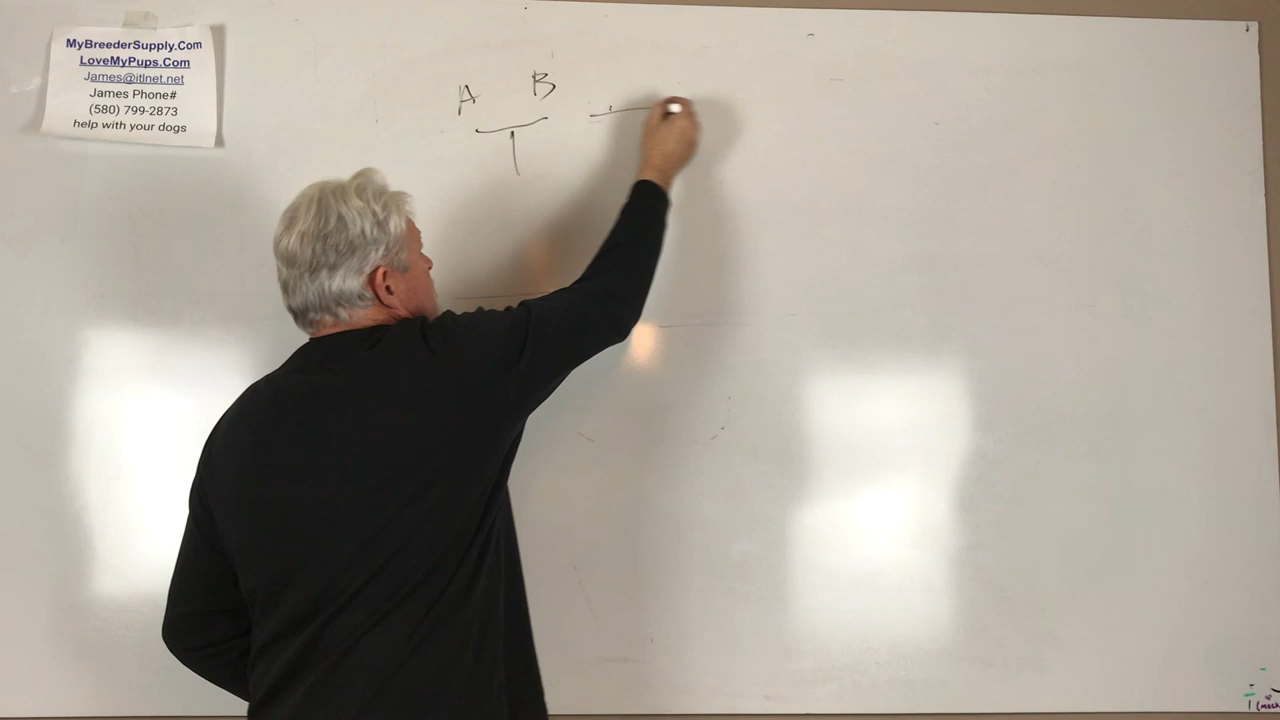 MyBreederSupply.Com
LoveMyPups.Com
James@itlnet.net
James Phone#
(580) 799-2873
help with your dogs
A B